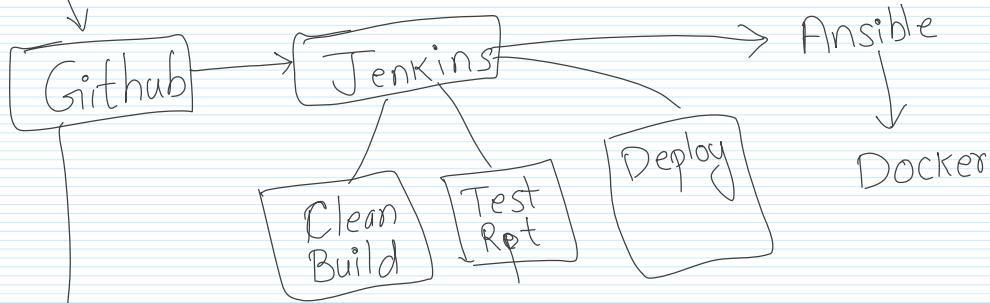 Github
Jenkins
Ansible
Docker
Clean
Build
Test
Rpt
Deploy